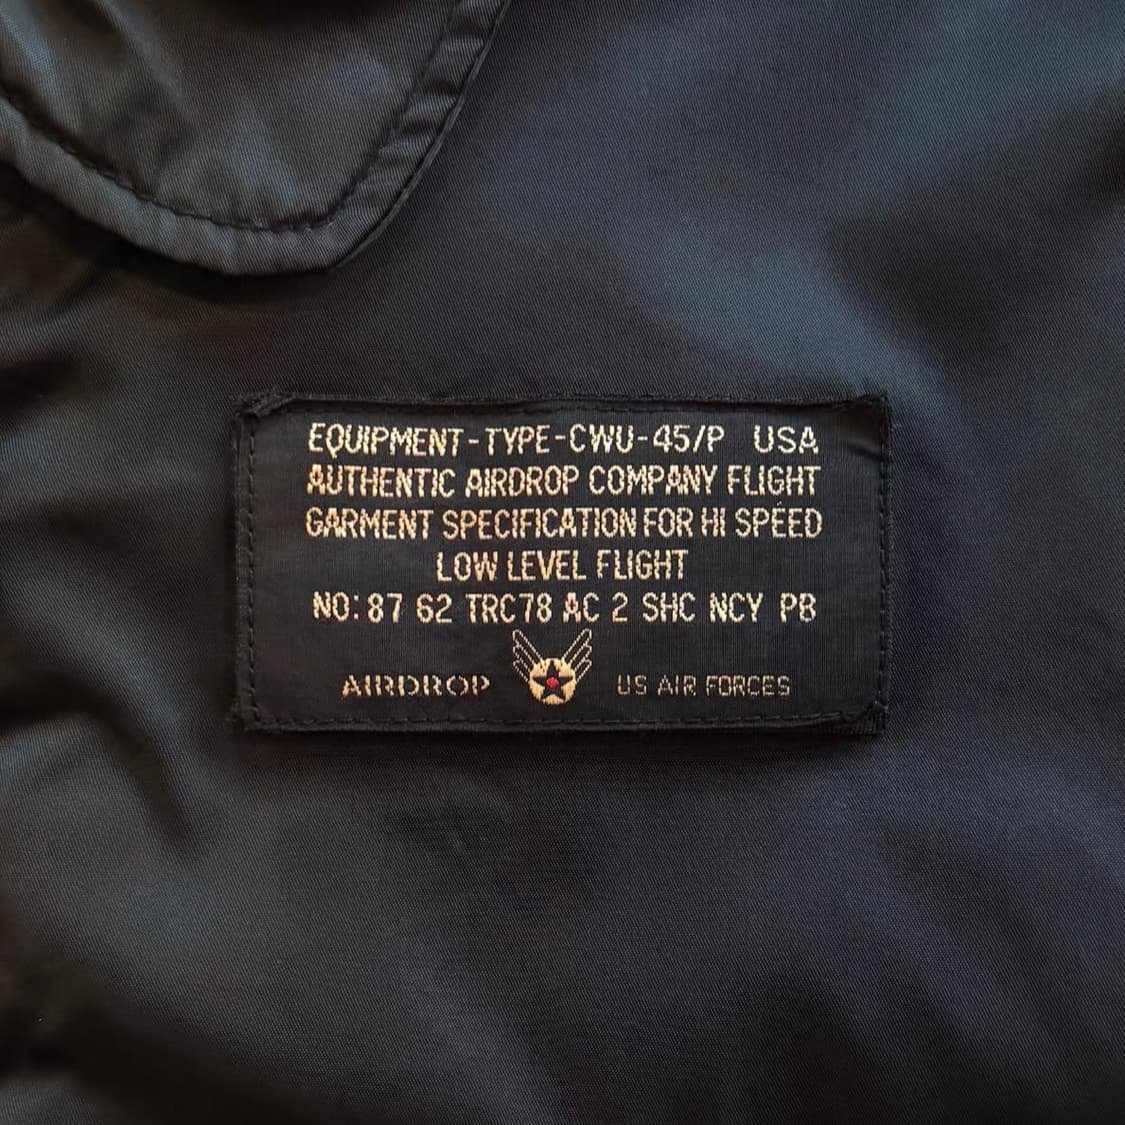 EQUIPMENT-TYPE-CWU-45/P USA
AUTHENTIC AIRDROP COMPANY FLIGHT
GARMENT SPECIFICATION FOR HI SPEED
LOW LEVEL FLIGHT
NO: 87 62 TRC78 AC 2 SHC NCY PB
AIRDROP US AIR FORCES